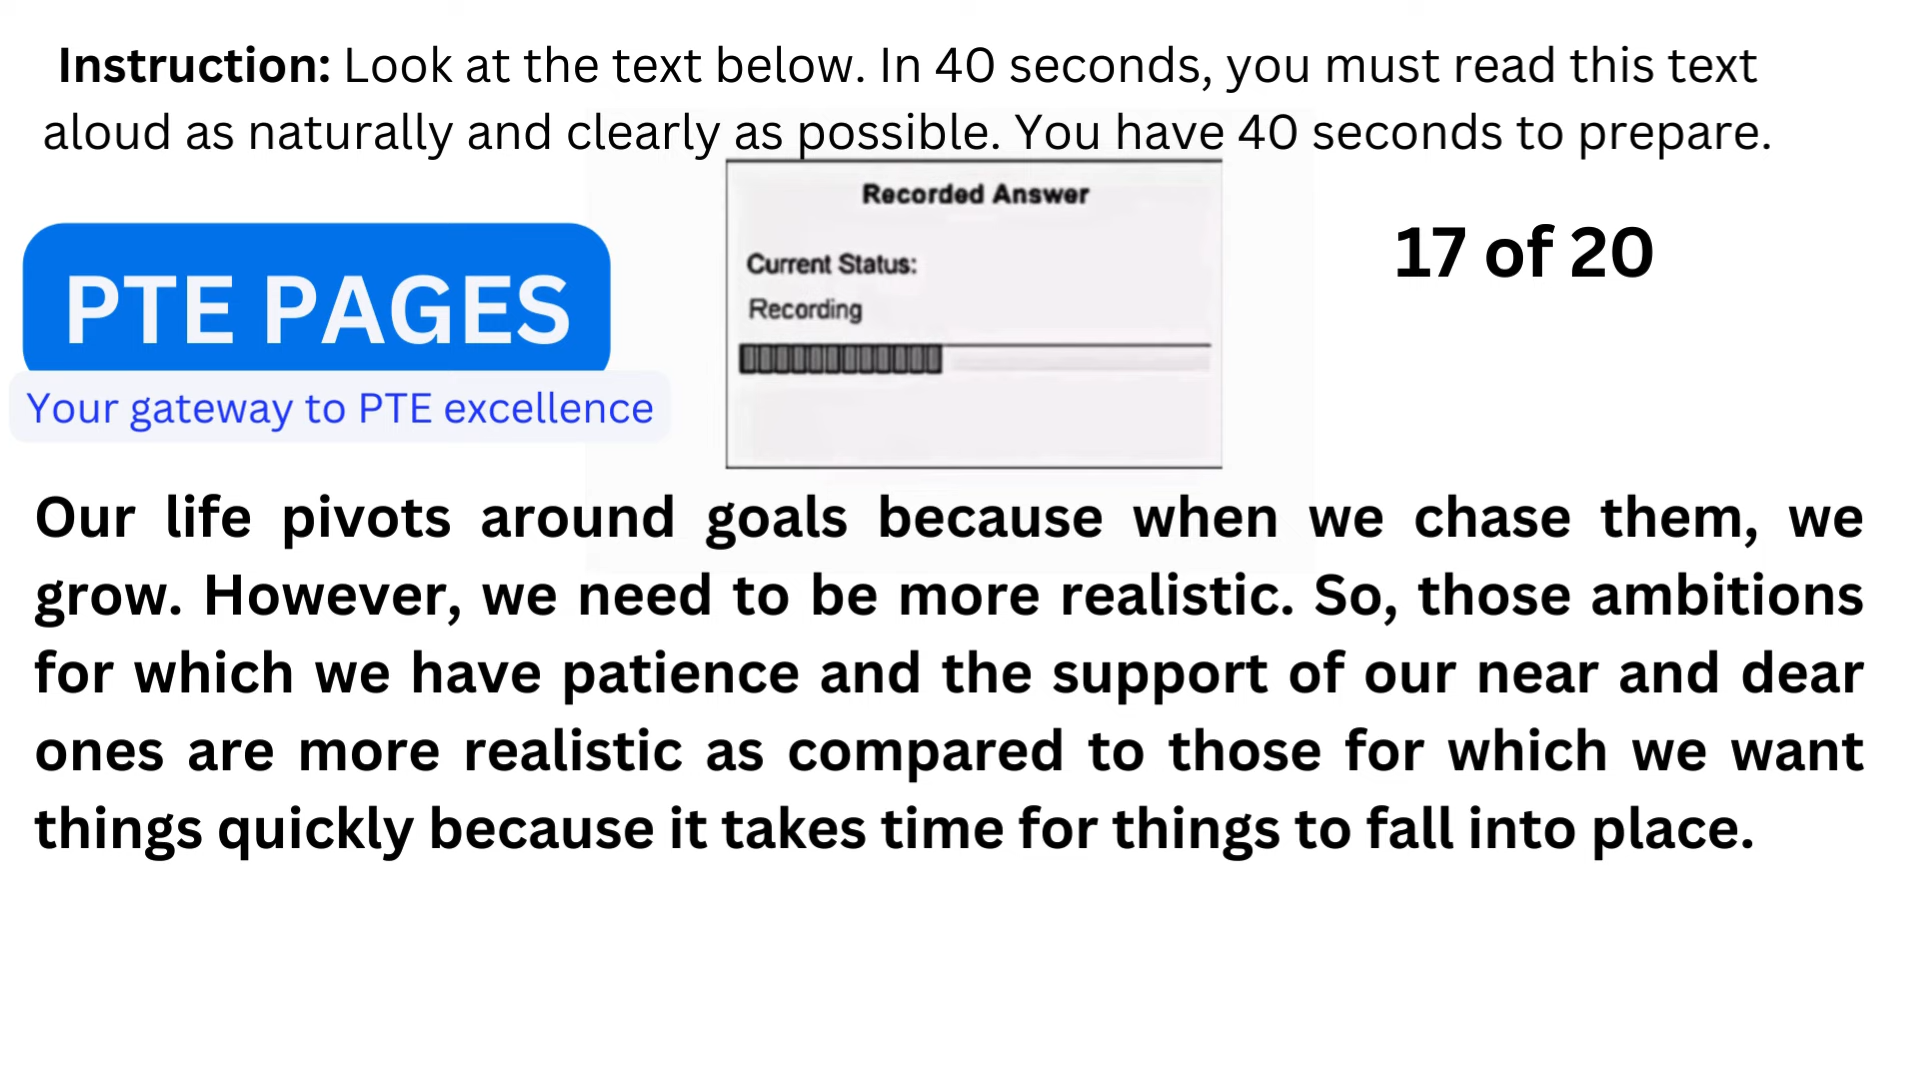 Instruction: Look at the text below. In 40 seconds, you must read this text
aloud as naturally and clearly as possible. You have 40 seconds to prepare.
Recorded Answer
Current Status:
Recording
17 of 20
PTE PAGES
Your gateway to PTE excellence
Our life pivots around goals because when we chase them, we
grow. However, we need to be more realistic. So, those ambitions
for which we have patience and the support of our near and dear
ones are more realistic as compared to those for which we want
things quickly because it takes time for things to fall into place.